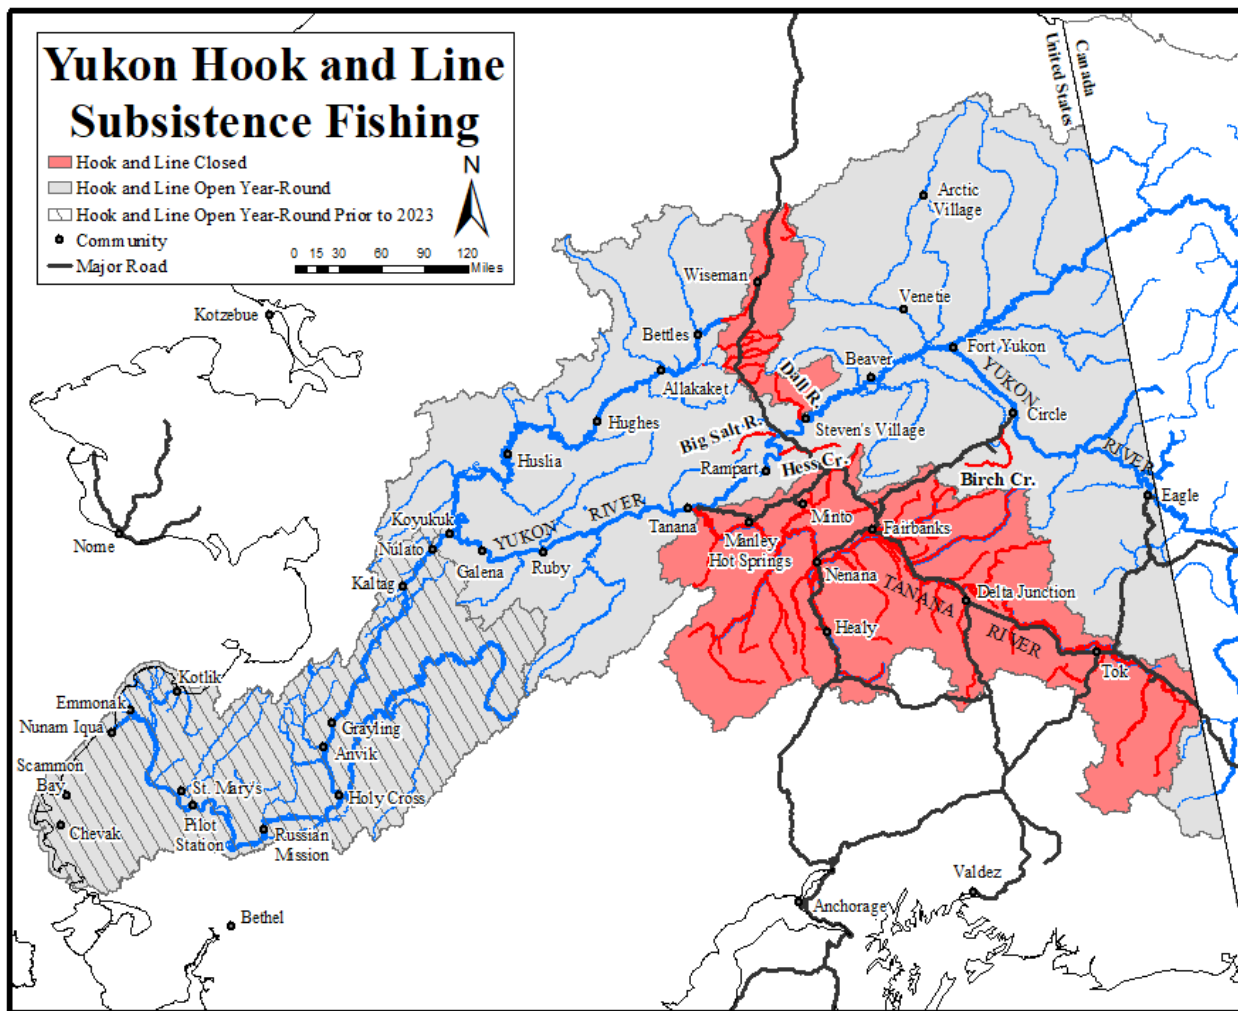 Yukon Hook and Line
Subsistence Fishing
Hook and Line Closed
Hook and Line Open Year-Round
Hook and Line Open Year-Round Prior to 2023
Community
Major Road
N
0 15 30 60 90 120
Miles
Canada
United States
Arctic
Village
Wiseman
Venetie
Kotzebue
Bettles
Fort Yukon
Beaver
Allakaket
Dall R.
YUKON
Circle
Hughes
Steven's Village
Big Salt R.
Huslia
RIVER
Rampart
Hess Cr.
Birch Cr.
Eagle
Koyukuk
YUKON
RIVER
Tanana
Minto
Manley
Hot Springs
Fairbanks
Nome
Nulato
Galena
Ruby
Nenana
Kaltag
TANANA
Delta Junction
RIVER
Healy
Tok
Kotlik
Emmonak
Nunam Iqua
Grayling
Anvik
Scammon
Bay
St. Mary's
Holy Cross
Pilot
Station
Chevak
Russian
Mission
Valdez
Bethel
Anchorage